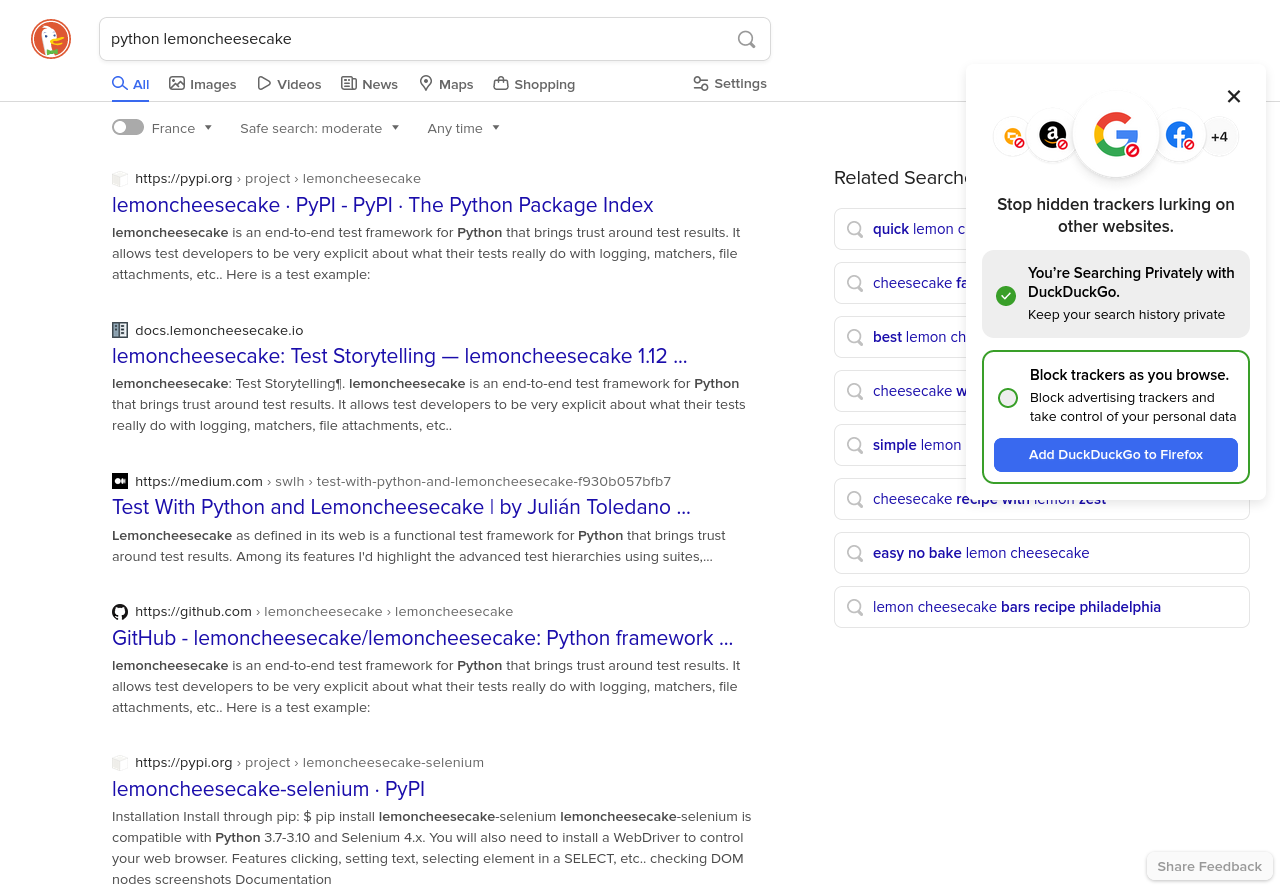 python lemoncheesecake
All
Images
Videos
News
Maps
Shopping
Settings
France
Safe search: moderate
Any time
https://pypi.org › project › lemoncheesecake
lemoncheesecake · PyPI - PyPI · The Python Package Index
lemoncheesecake is an end-to-end test framework for Python that brings trust around test results. It
allows test developers to be very explicit about what their tests really do with logging, matchers, file
attachments, etc.. Here is a test example:
docs.lemoncheesecake.io
lemoncheesecake: Test Storytelling — lemoncheesecake 1.12 ...
lemoncheesecake: Test Storytelling¶. lemoncheesecake is an end-to-end test framework for Python
that brings trust around test results. It allows test developers to be very explicit about what their tests
really do with logging, matchers, file attachments, etc..
https://medium.com › swlh › test-with-python-and-lemoncheesecake-f930b057bfb7
Test With Python and Lemoncheesecake | by Julián Toledano ...
Lemoncheesecake as defined in its web is a functional test framework for Python that brings trust
around test results. Among its features I'd highlight the advanced test hierarchies using suites,...
https://github.com › lemoncheesecake › lemoncheesecake
GitHub - lemoncheesecake/lemoncheesecake: Python framework ...
lemoncheesecake is an end-to-end test framework for Python that brings trust around test results. It
allows test developers to be very explicit about what their tests really do with logging, matchers, file
attachments, etc.. Here is a test example:
https://pypi.org › project › lemoncheesecake-selenium
lemoncheesecake-selenium · PyPI
Installation Install through pip: $ pip install lemoncheesecake-selenium lemoncheesecake-selenium is
compatible with Python 3.7-3.10 and Selenium 4.x. You will also need to install a WebDriver to control
your web browser. Features clicking, setting text, selecting element in a SELECT, etc.. checking DOM
nodes screenshots Documentation
Related Searche
quick lemon c
cheesecake fa
best lemon ch
cheesecake w
simple lemon
cheesecake recipe with lemon zest
easy no bake lemon cheesecake
lemon cheesecake bars recipe philadelphia
+4
Stop hidden trackers lurking on
other websites.
You're Searching Privately with
DuckDuckGo.
Keep your search history private
Block trackers as you browse.
Block advertising trackers and
take control of your personal data
Add DuckDuckGo to Firefox
Share Feedback